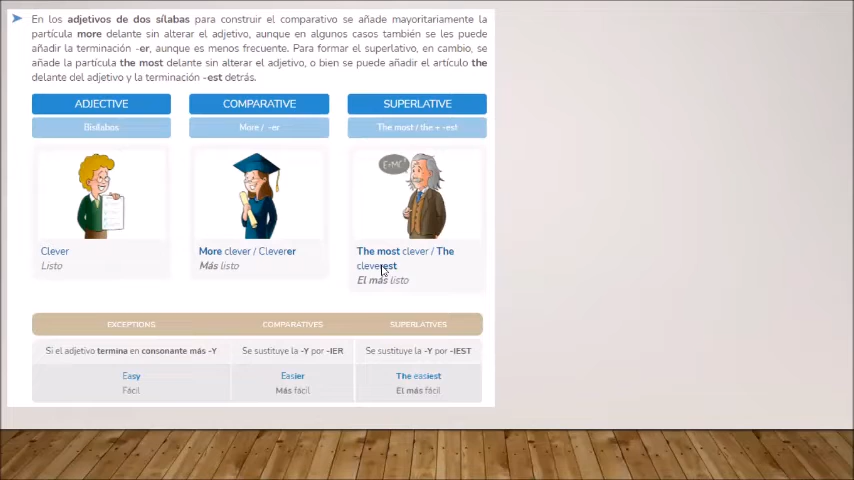 En los adjetivos de dos sílabas para construir el comparativo se añade mayoritariamente la
partícula more delante sin alterar el adjetivo, aunque en algunos casos también se les puede
añadir la terminación -er, aunque es menos frecuente. Para formar el superlativo, en cambio, se
añade la partícula the most delante sin alterar el adjetivo, o bien se puede añadir el artículo the
delante del adjetivo y la terminación -est detrás.
ADJECTIVE COMPARATIVE SUPERLATIVE
Bisílabos More / -er The most / the + -est
E=MC²
Clever More clever / Cleverer The most clever / The
cleverest
Listo Más listo
El más listo
EXCEPTIONS COMPARATIVES SUPERLATIVES
Si el adjetivo termina en consonante más -Y Se sustituye la -Y por -IER Se sustituye la -Y por -IEST
Easy Easier The easiest
Fácil Más fácil El más fácil